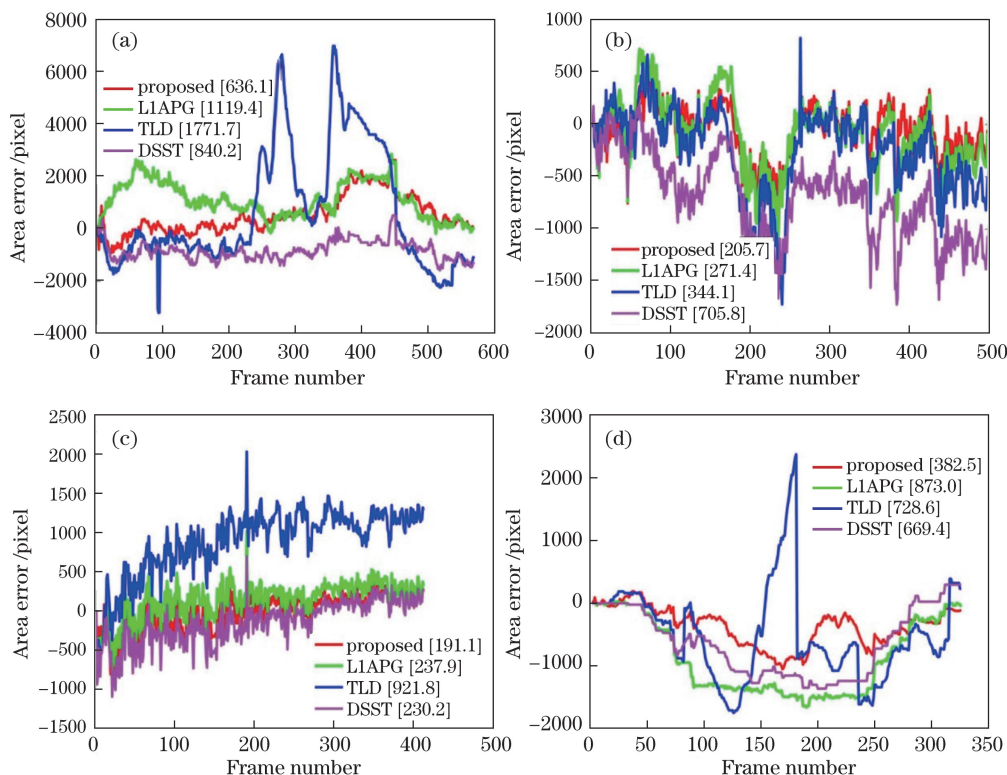 (a)
proposed [636.1]
L1APG [1119.4]
TLD [1771.7]
DSST [840.2]
8000
6000
4000
2000
0
−2000
−4000
Area error /pixel
0 100 200 300 400 500 600
Frame number
(b)
proposed [205.7]
L1APG [271.4]
TLD [344.1]
DSST [705.8]
1000
500
0
−500
−1000
−1500
−2000
Area error /pixel
0 100 200 300 400 500
Frame number
(c)
proposed [191.1]
L1APG [237.9]
TLD [921.8]
DSST [230.2]
2500
2000
1500
1000
500
0
−500
−1000
−1500
Area error /pixel
0 100 200 300 400 500
Frame number
(d)
proposed [382.5]
L1APG [873.0]
TLD [728.6]
DSST [669.4]
3000
2000
1000
0
−1000
−2000
Area error /pixel
0 50 100 150 200 250 300 350
Frame number